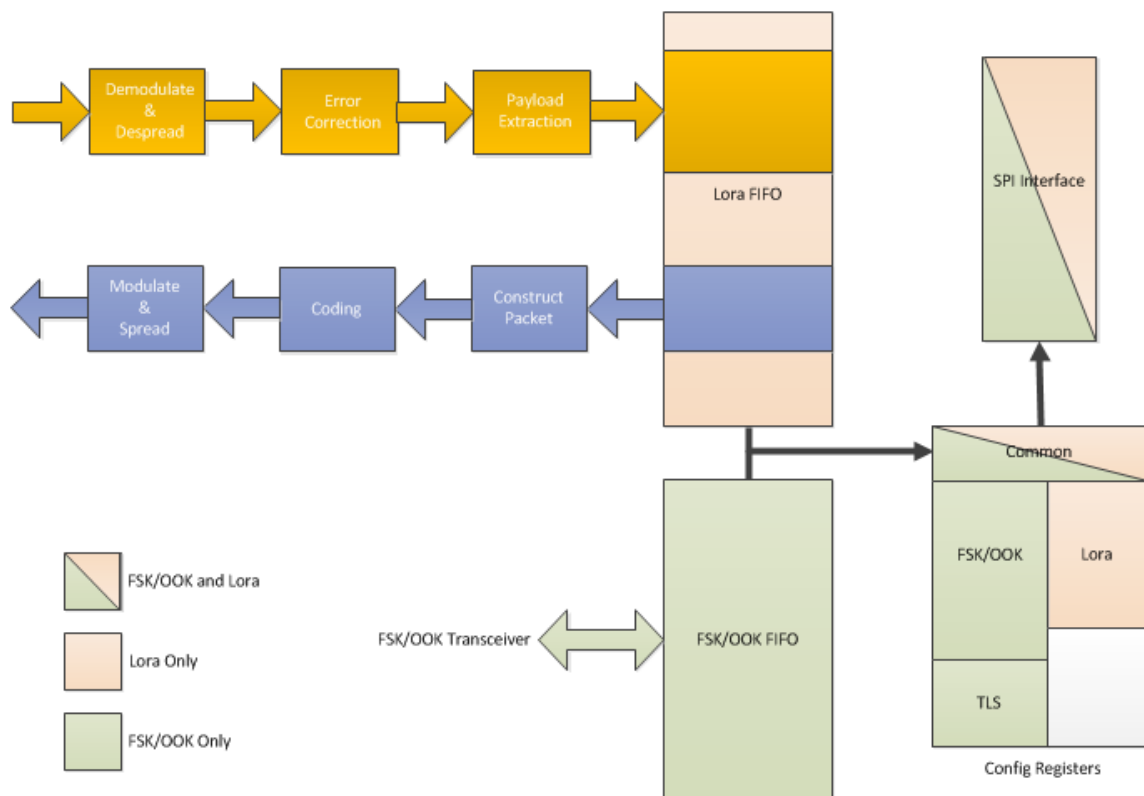 Demodulate
&
Despread
Error
Correction
Payload
Extraction
Lora FIFO
SPI Interface
Modulate
&
Spread
Coding
Construct
Packet
Common
FSK/OOK
Lora
TLS
Config Registers
FSK/OOK and Lora
Lora Only
FSK/OOK Only
FSK/OOK Transceiver
FSK/OOK FIFO